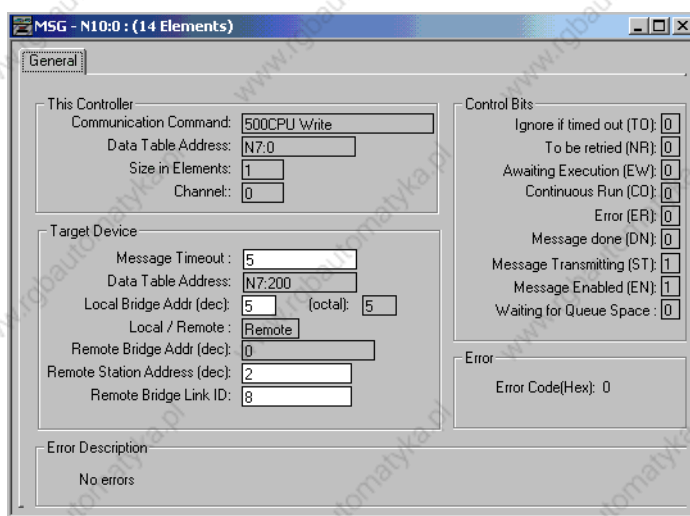 MSG - N10:0 : (14 Elements)
General
This Controller
Communication Command: 500CPU Write
Data Table Address: N7:0
Size in Elements: 1
Channel:: 0
Target Device
Message Timeout : 5
Data Table Address: N7:200
Local Bridge Addr (dec): 5 (octal): 5
Local / Remote : Remote
Remote Bridge Addr (dec): 0
Remote Station Address (dec): 2
Remote Bridge Link ID: 8
Control Bits
Ignore if timed out (TO): 0
To be retried (NR): 0
Awaiting Execution (EW): 0
Continuous Run (CO): 0
Error (ER): 0
Message done (DN): 0
Message Transmitting (ST): 1
Message Enabled (EN): 1
Waiting for Queue Space : 0
Error
Error Code(Hex): 0
Error Description
No errors
www.rgbautomatyka.pl